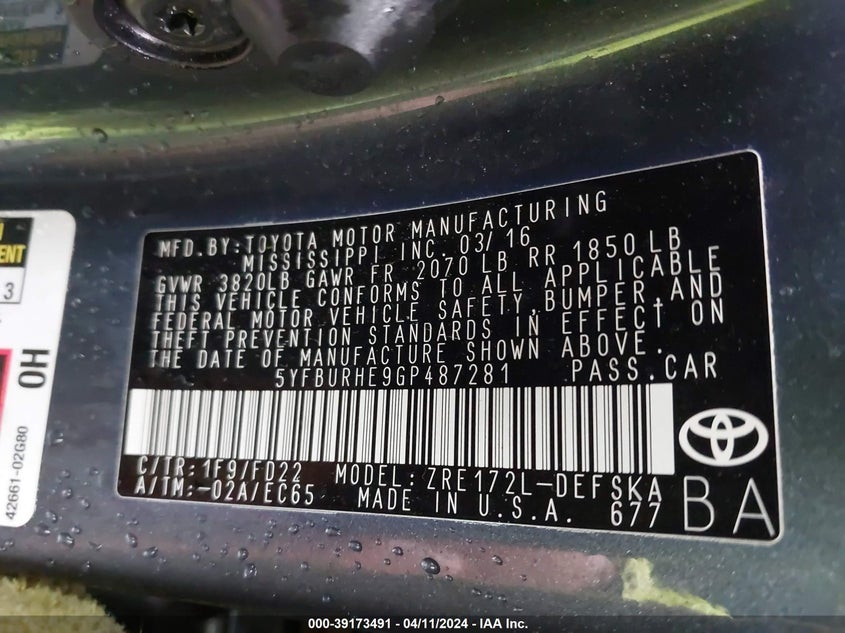 MFD. BY: TOYOTA MOTOR MANUFACTURING
MISSISSIPPI INC. 03/16
GVWR 3820LB GAWR FR 2070 LB RR 1850 LB
THIS VEHICLE CONFORMS TO ALL APPLICABLE
FEDERAL MOTOR VEHICLE SAFETY, BUMPER, AND
THEFT PREVENTION STANDARDS IN EFFECT ON
THE DATE OF MANUFACTURE SHOWN ABOVE.
5YFBURHE9GP487281 PASS. CAR
C/TR: 1F9/FD22 MODEL: ZRE172L-DEFSKA
A/TM: -02A/EC65 MADE IN U.S.A. 677
BA
3
HO
42661-02G80
000-39173491 - 04/11/2024 - IAA Inc.